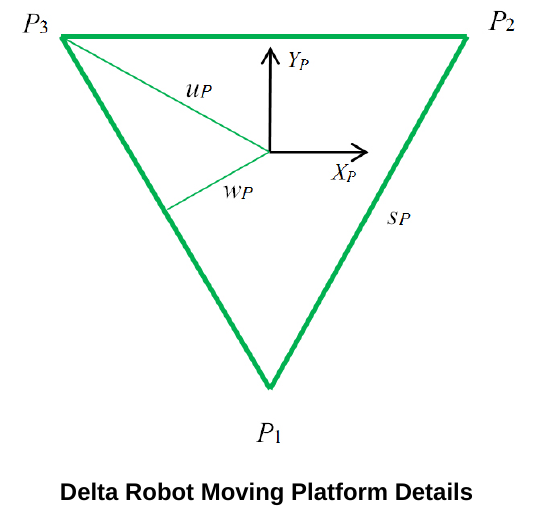 P3
P2
YP
uP
XP
wP
sP
P1
Delta Robot Moving Platform Details